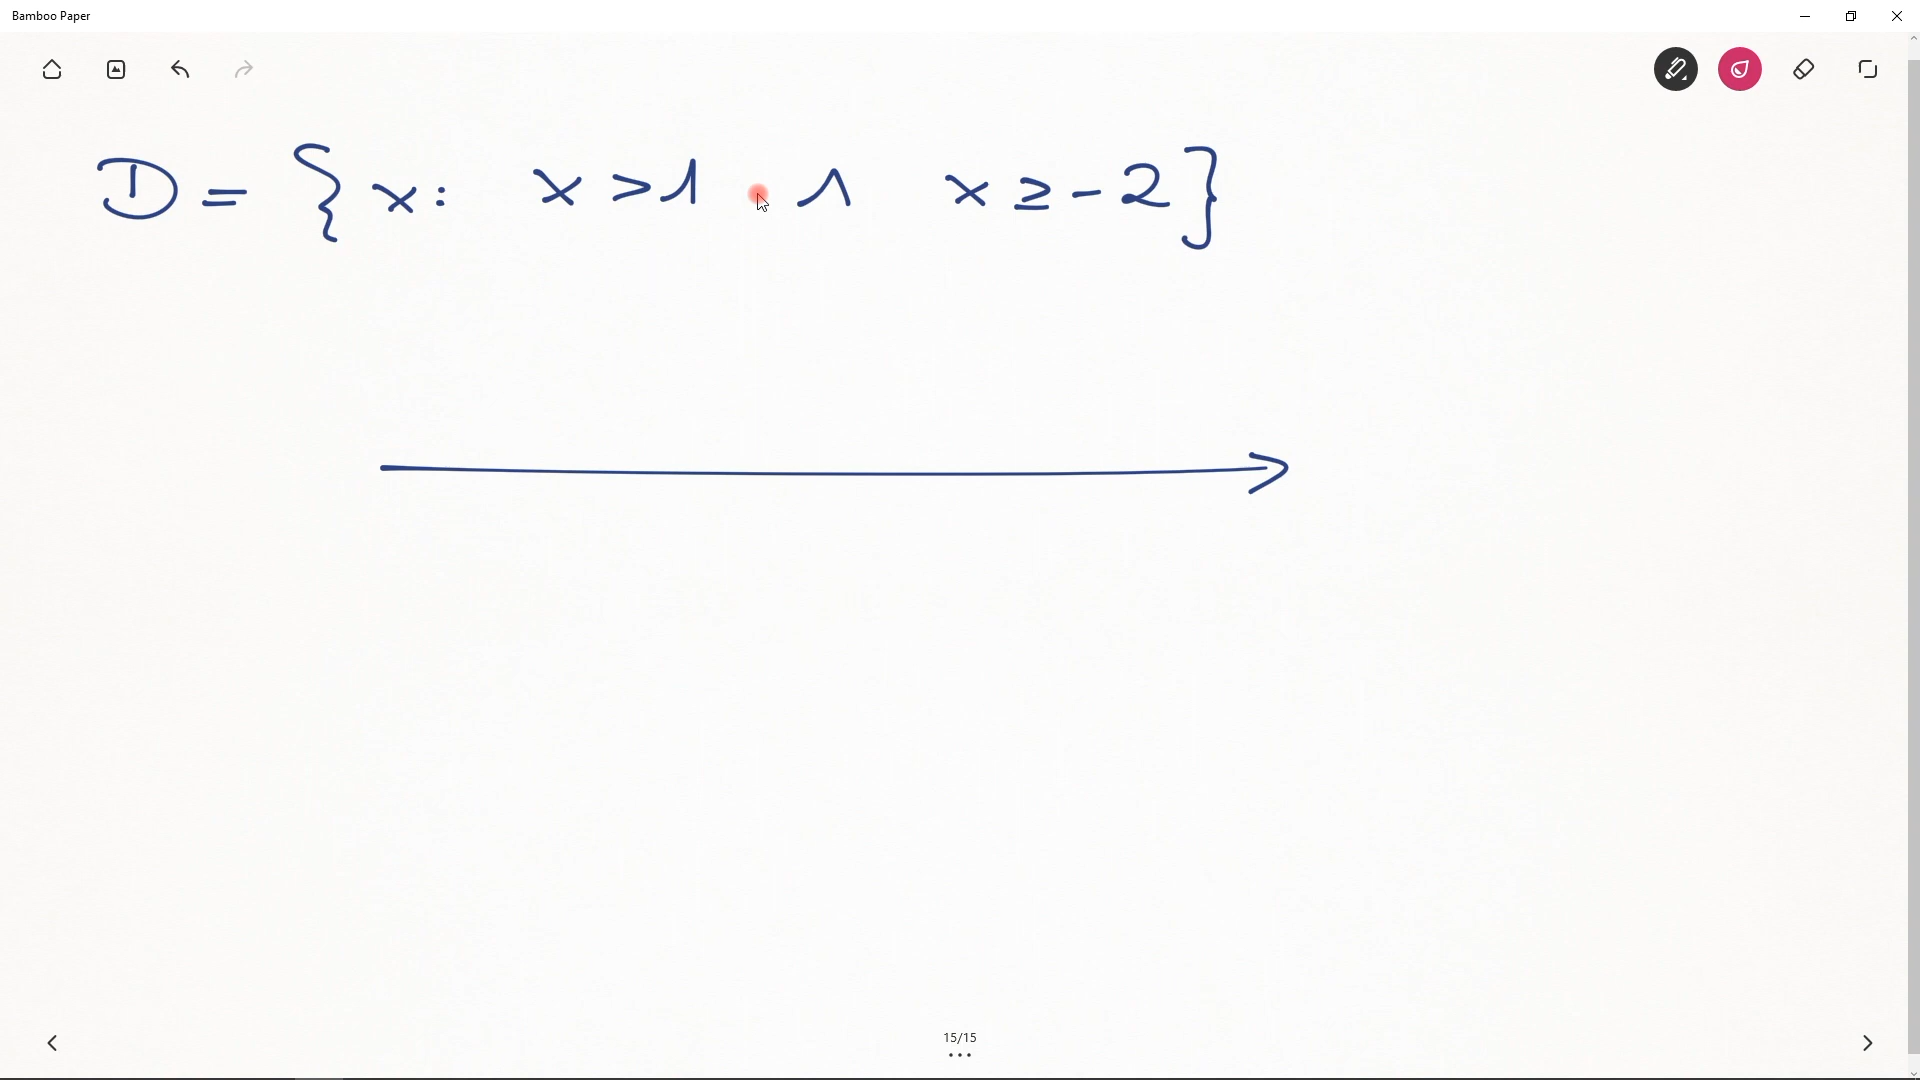 Bamboo Paper
D = { x: x > 1 ∧ x ≥ -2 }
15/15